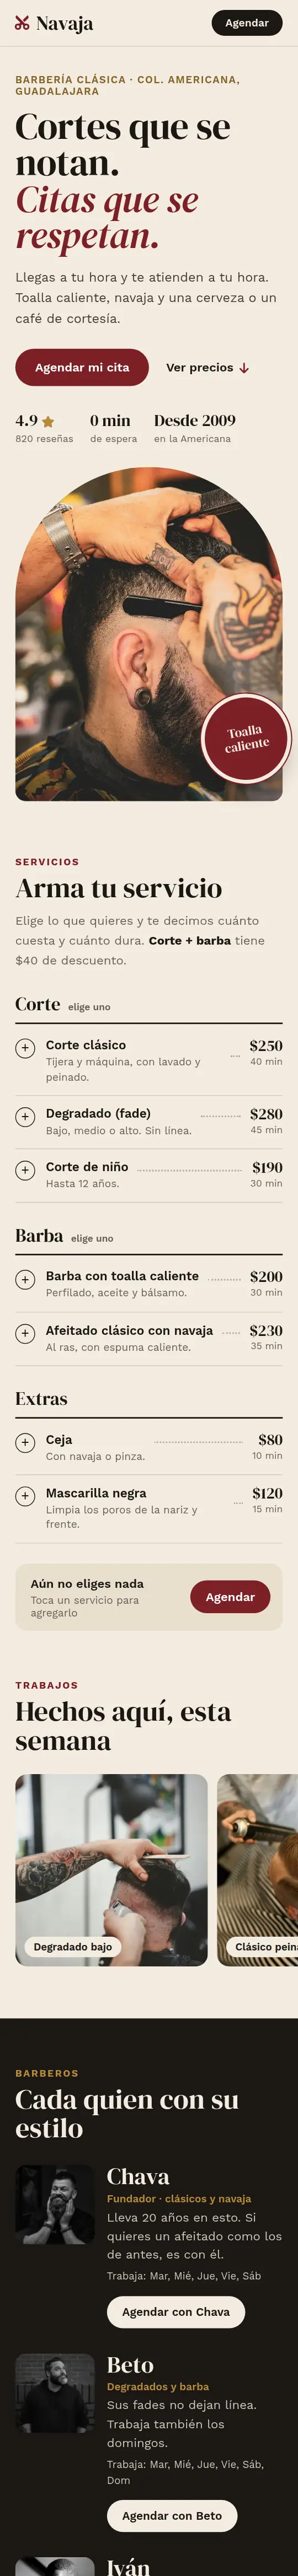 Navaja
Agendar
BARBERÍA CLÁSICA · COL. AMERICANA,
GUADALAJARA
Cortes que se
notan.
Citas que se
respetan.
Llegas a tu hora y te atienden a tu hora.
Toalla caliente, navaja y una cerveza o un
café de cortesía.
Agendar mi cita
Ver precios ↓
4.9 ★
820 reseñas
0 min
de espera
Desde 2009
en la Americana
Toalla
caliente
SERVICIOS
Arma tu servicio
Elige lo que quieres y te decimos cuánto
cuesta y cuánto dura. Corte + barba tiene
$40 de descuento.
Corte elige uno
Corte clásico
Tijera y máquina, con lavado y
peinado.
$250
40 min
Degradado (fade)
Bajo, medio o alto. Sin línea.
$280
45 min
Corte de niño
Hasta 12 años.
$190
30 min
Barba elige uno
Barba con toalla caliente
Perfilado, aceite y bálsamo.
$200
30 min
Afeitado clásico con navaja
Al ras, con espuma caliente.
$230
35 min
Extras
Ceja
Con navaja o pinza.
$80
10 min
Mascarilla negra
Limpia los poros de la nariz y
frente.
$120
15 min
Aún no eliges nada
Toca un servicio para
agregarlo
Agendar
TRABAJOS
Hechos aquí, esta
semana
Degradado bajo
Clásico pein
BARBEROS
Cada quien con su
estilo
Chava
Fundador · clásicos y navaja
Lleva 20 años en esto. Si
quieres un afeitado como los
de antes, es con él.
Trabaja: Mar, Mié, Jue, Vie, Sáb
Agendar con Chava
Beto
Degradados y barba
Sus fades no dejan línea.
Trabaja también los
domingos.
Trabaja: Mar, Mié, Jue, Vie, Sáb,
Dom
Agendar con Beto
Iván